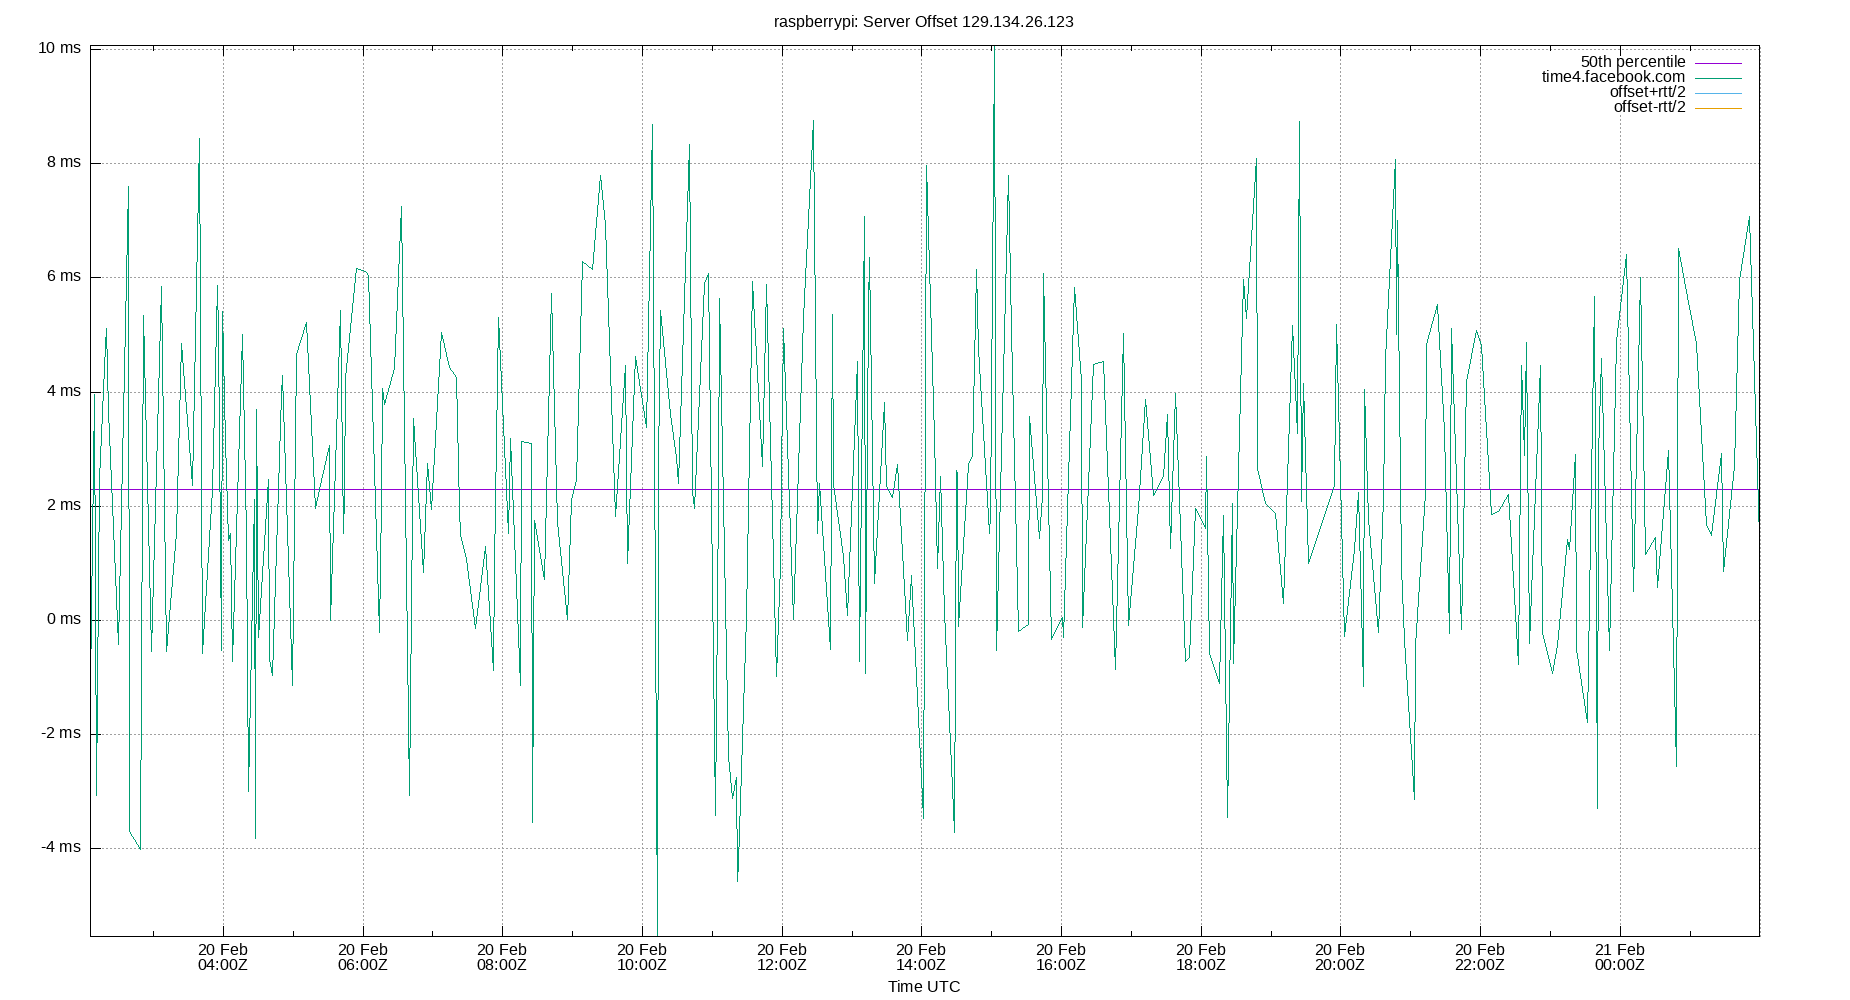 raspberrypi: Server Offset 129.134.26.123
10 ms
8 ms
6 ms
4 ms
2 ms
0 ms
-2 ms
-4 ms
50th percentile
time4.facebook.com
offset+rtt/2
offset-rtt/2
20 Feb
04:00Z
20 Feb
06:00Z
20 Feb
08:00Z
20 Feb
10:00Z
20 Feb
12:00Z
20 Feb
14:00Z
20 Feb
16:00Z
20 Feb
18:00Z
20 Feb
20:00Z
20 Feb
22:00Z
21 Feb
00:00Z
Time UTC